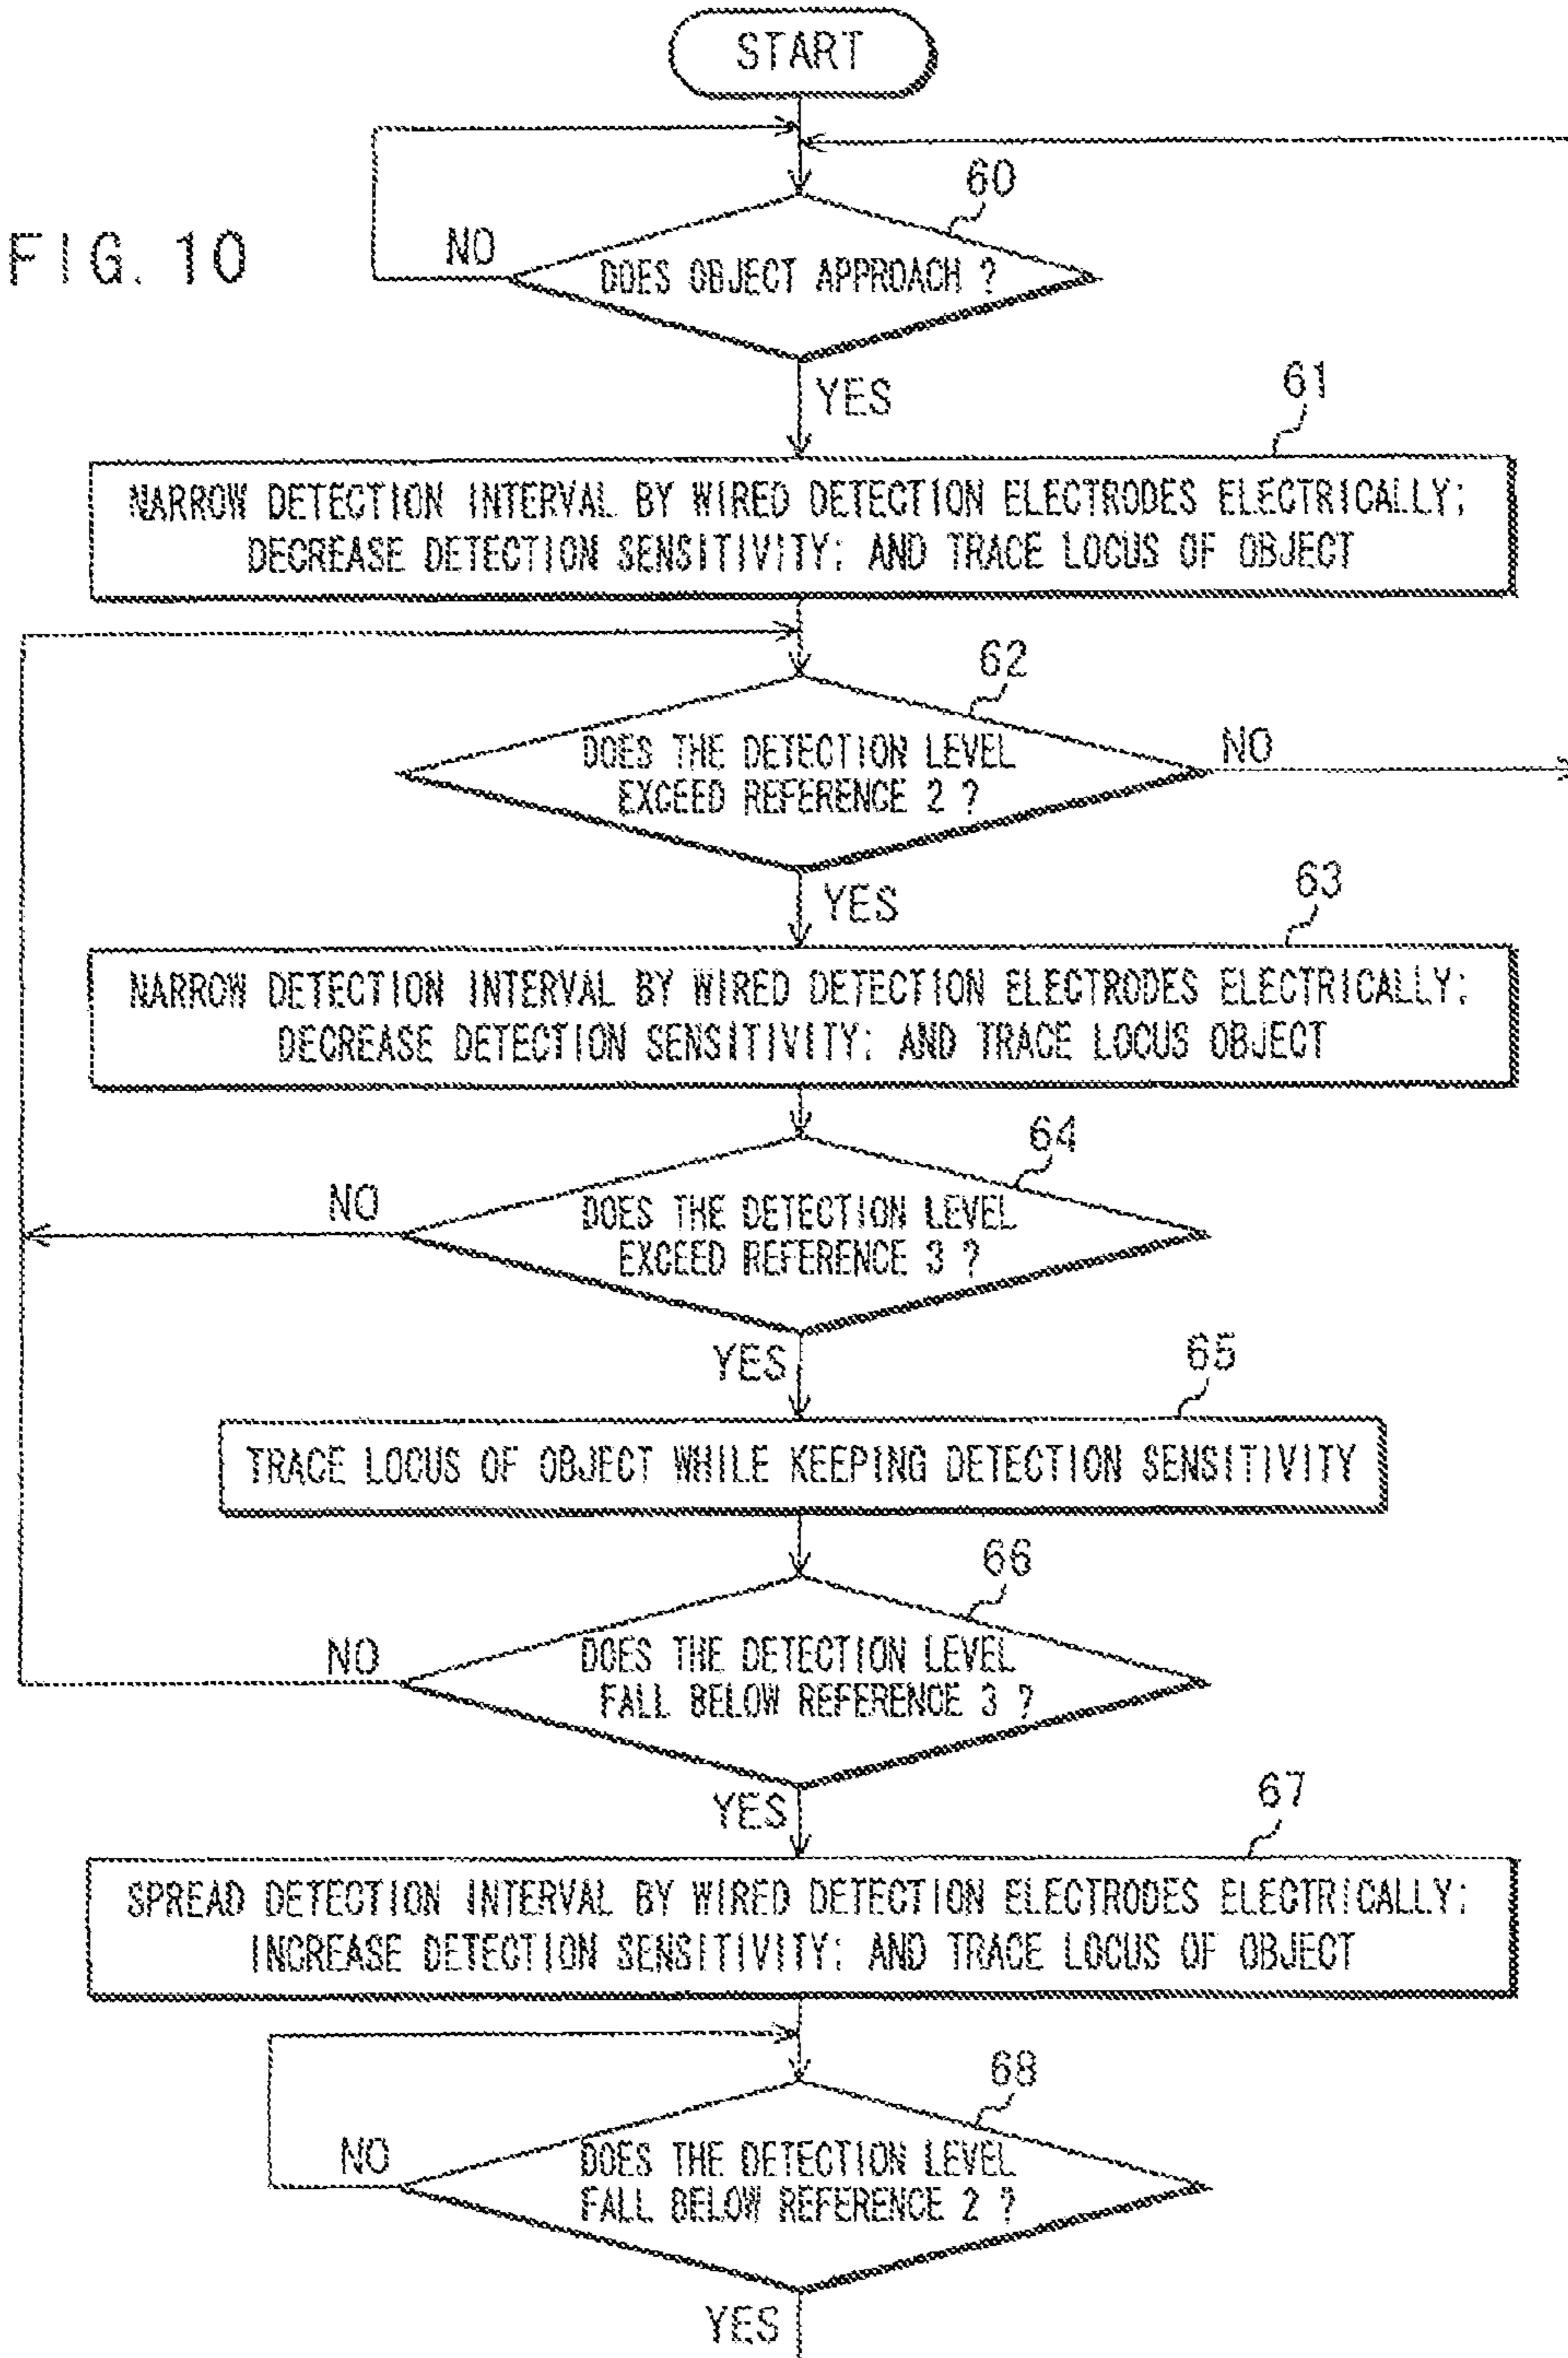 START
FIG. 10
60
NO
DOES OBJECT APPROACH ?
YES
61
NARROW DETECTION INTERVAL BY WIRED DETECTION ELECTRODES ELECTRICALLY;
DECREASE DETECTION SENSITIVITY; AND TRACE LOCUS OF OBJECT
62
DOES THE DETECTION LEVEL
EXCEED REFERENCE 2 ?
NO
YES
63
NARROW DETECTION INTERVAL BY WIRED DETECTION ELECTRODES ELECTRICALLY;
DECREASE DETECTION SENSITIVITY; AND TRACE LOCUS OBJECT
64
NO
DOES THE DETECTION LEVEL
EXCEED REFERENCE 3 ?
YES
65
TRACE LOCUS OF OBJECT WHILE KEEPING DETECTION SENSITIVITY
66
NO
DOES THE DETECTION LEVEL
FALL BELOW REFERENCE 3 ?
YES
67
SPREAD DETECTION INTERVAL BY WIRED DETECTION ELECTRODES ELECTRICALLY;
INCREASE DETECTION SENSITIVITY; AND TRACE LOCUS OF OBJECT
68
NO
DOES THE DETECTION LEVEL
FALL BELOW REFERENCE 2 ?
YES